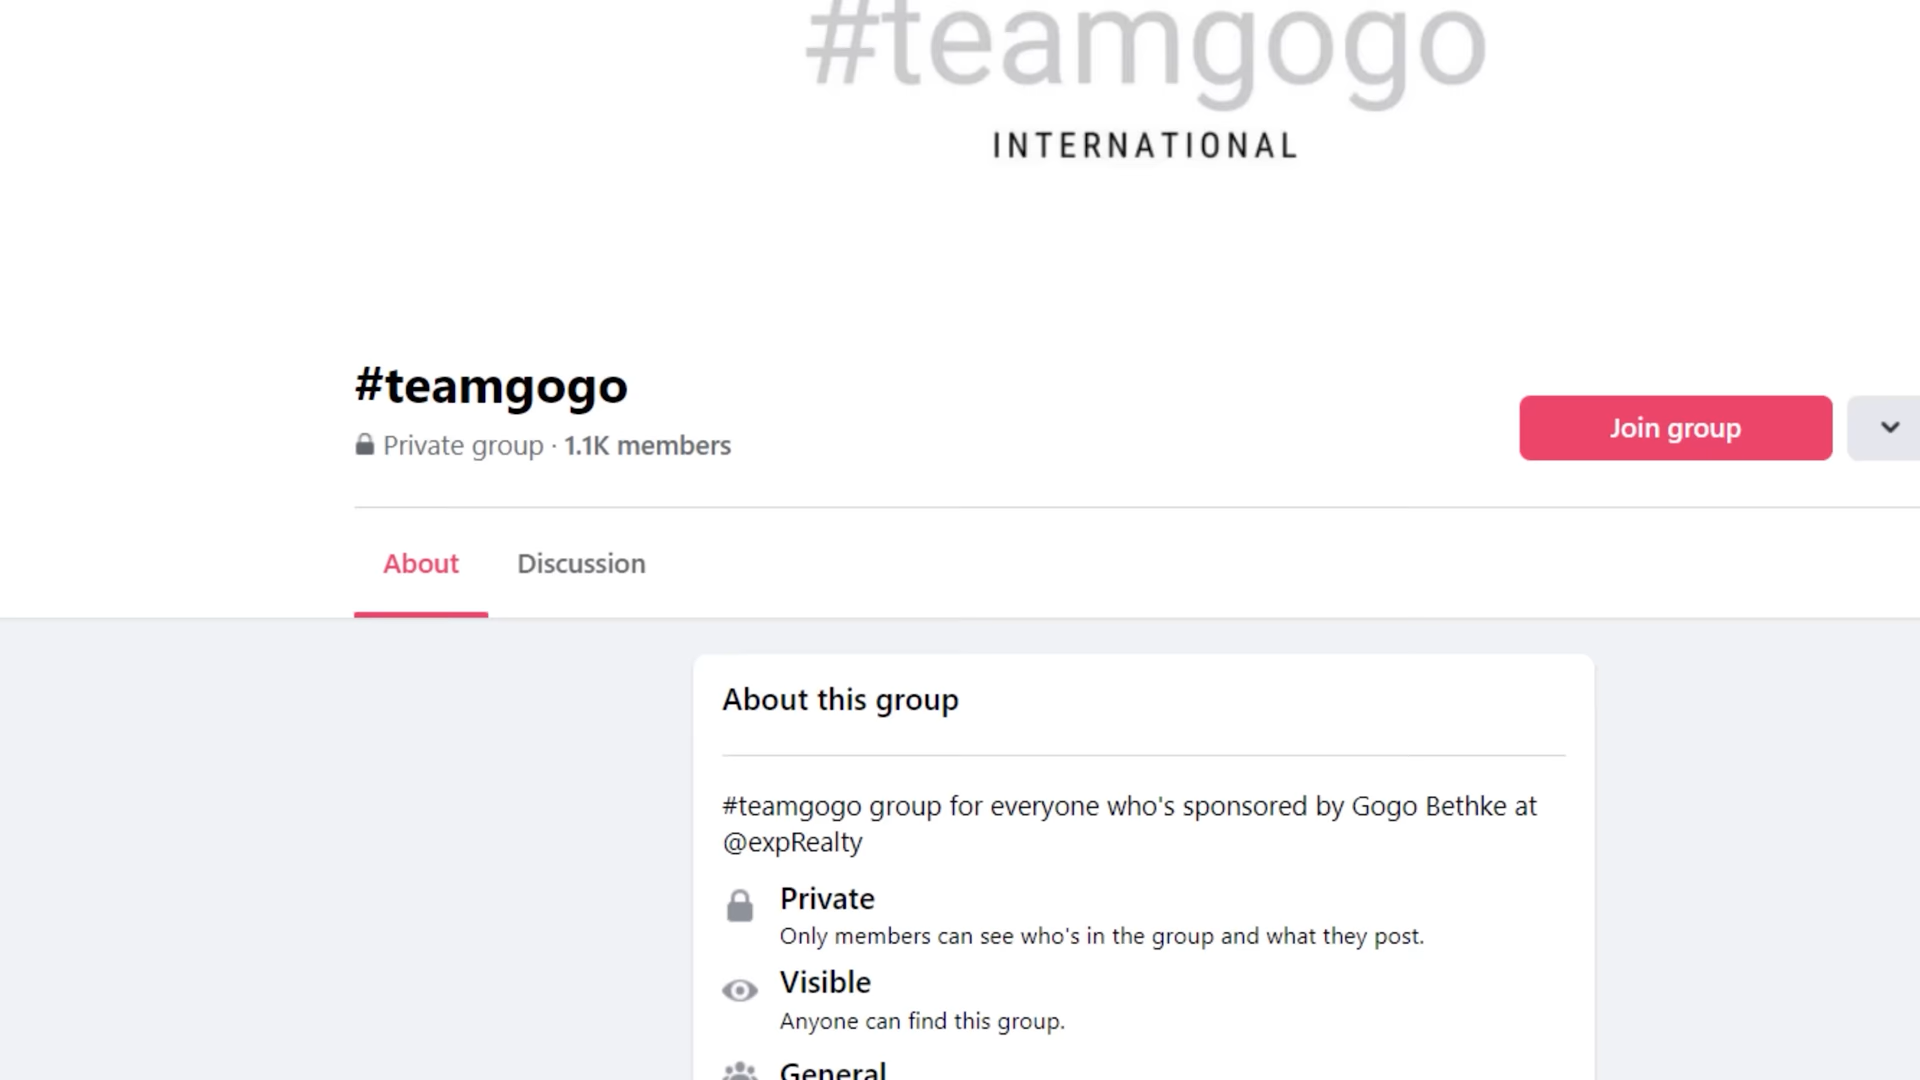 #teamgogo
INTERNATIONAL
#teamgogo
Private group · 1.1K members
Join group
About
Discussion
About this group
#teamgogo group for everyone who's sponsored by Gogo Bethke at
@expRealty
Private
Only members can see who's in the group and what they post.
Visible
Anyone can find this group.
General